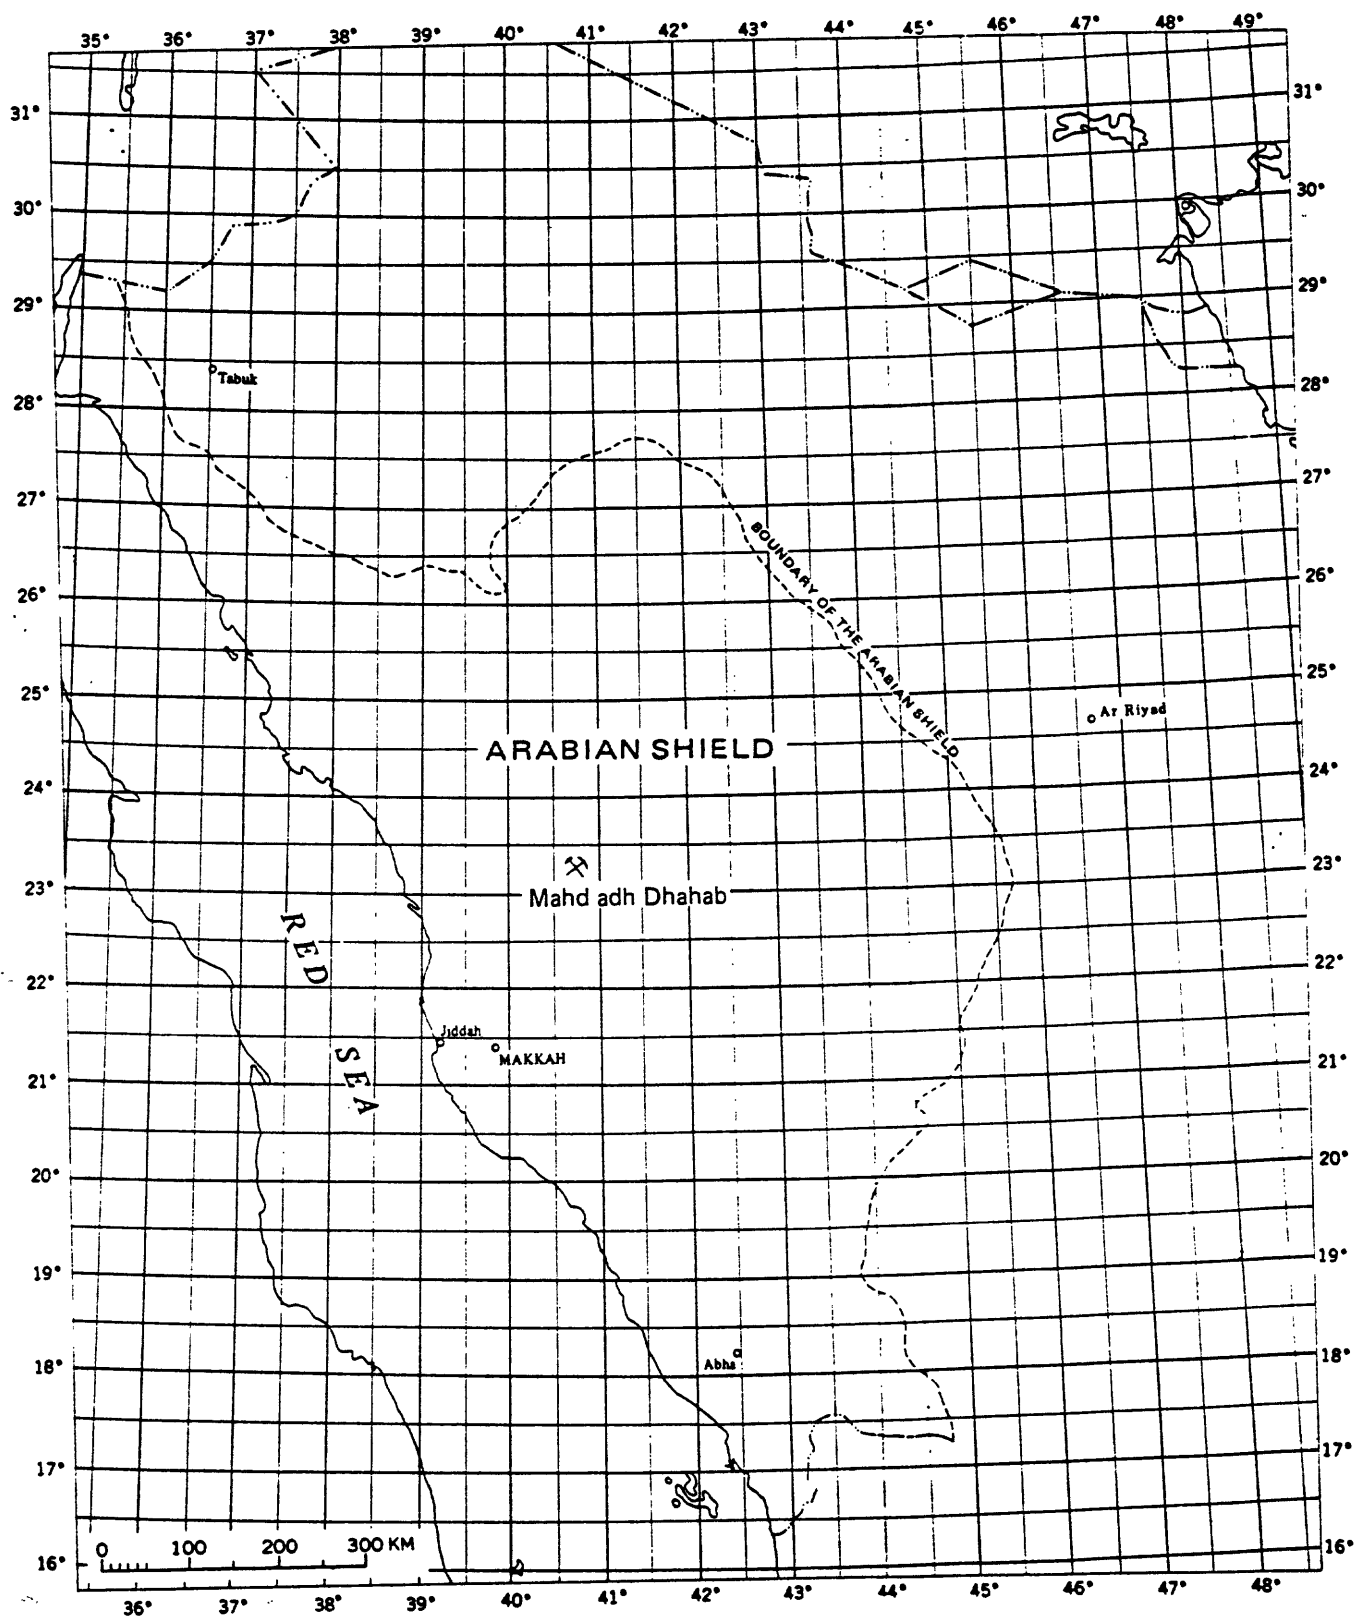 35° 36° 37° 38° 39° 40° 41° 42° 43° 44° 45° 46° 47° 48° 49°
31° 31°
30° 30°
29° 29°
Tabuk
28° 28°
27° 27°
BOUNDARY OF THE ARABIAN SHIELD
26° 26°
25° 25°
Ar Riyad
ARABIAN SHIELD
24° 24°
23° 23°
Mahd adh Dhahab
RED SEA
22° 22°
Jiddah
MAKKAH
21° 21°
20° 20°
19° 19°
18° 18°
Abha
17° 17°
0 100 200 300 KM
16° 16°
36° 37° 38° 39° 40° 41° 42° 43° 44° 45° 46° 47° 48°